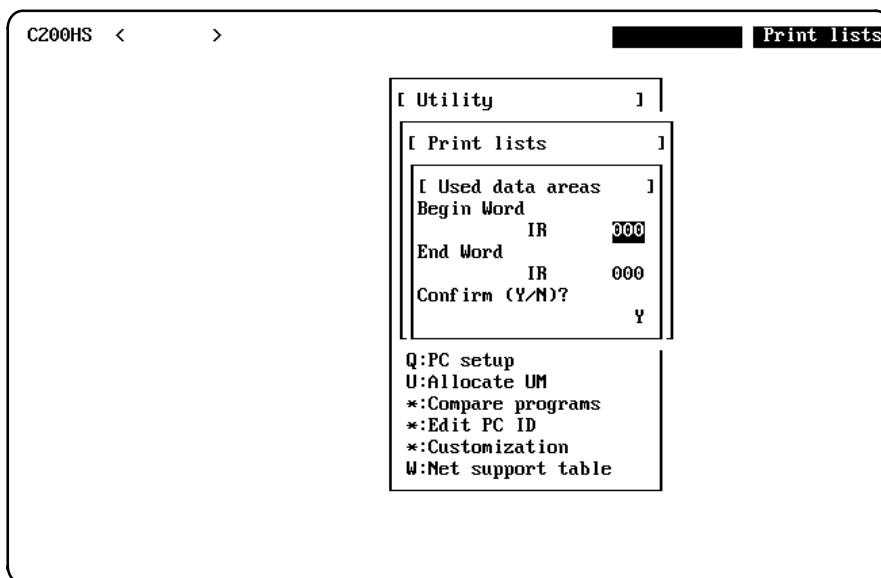 C200HS < > Print lists
[ Utility ]
[ Print lists ]
[ Used data areas ]
Begin Word
IR 000
End Word
IR 000
Confirm (Y/N)?
Y
Q:PC setup
U:Allocate UM
*:Compare programs
*:Edit PC ID
*:Customization
W:Net support table